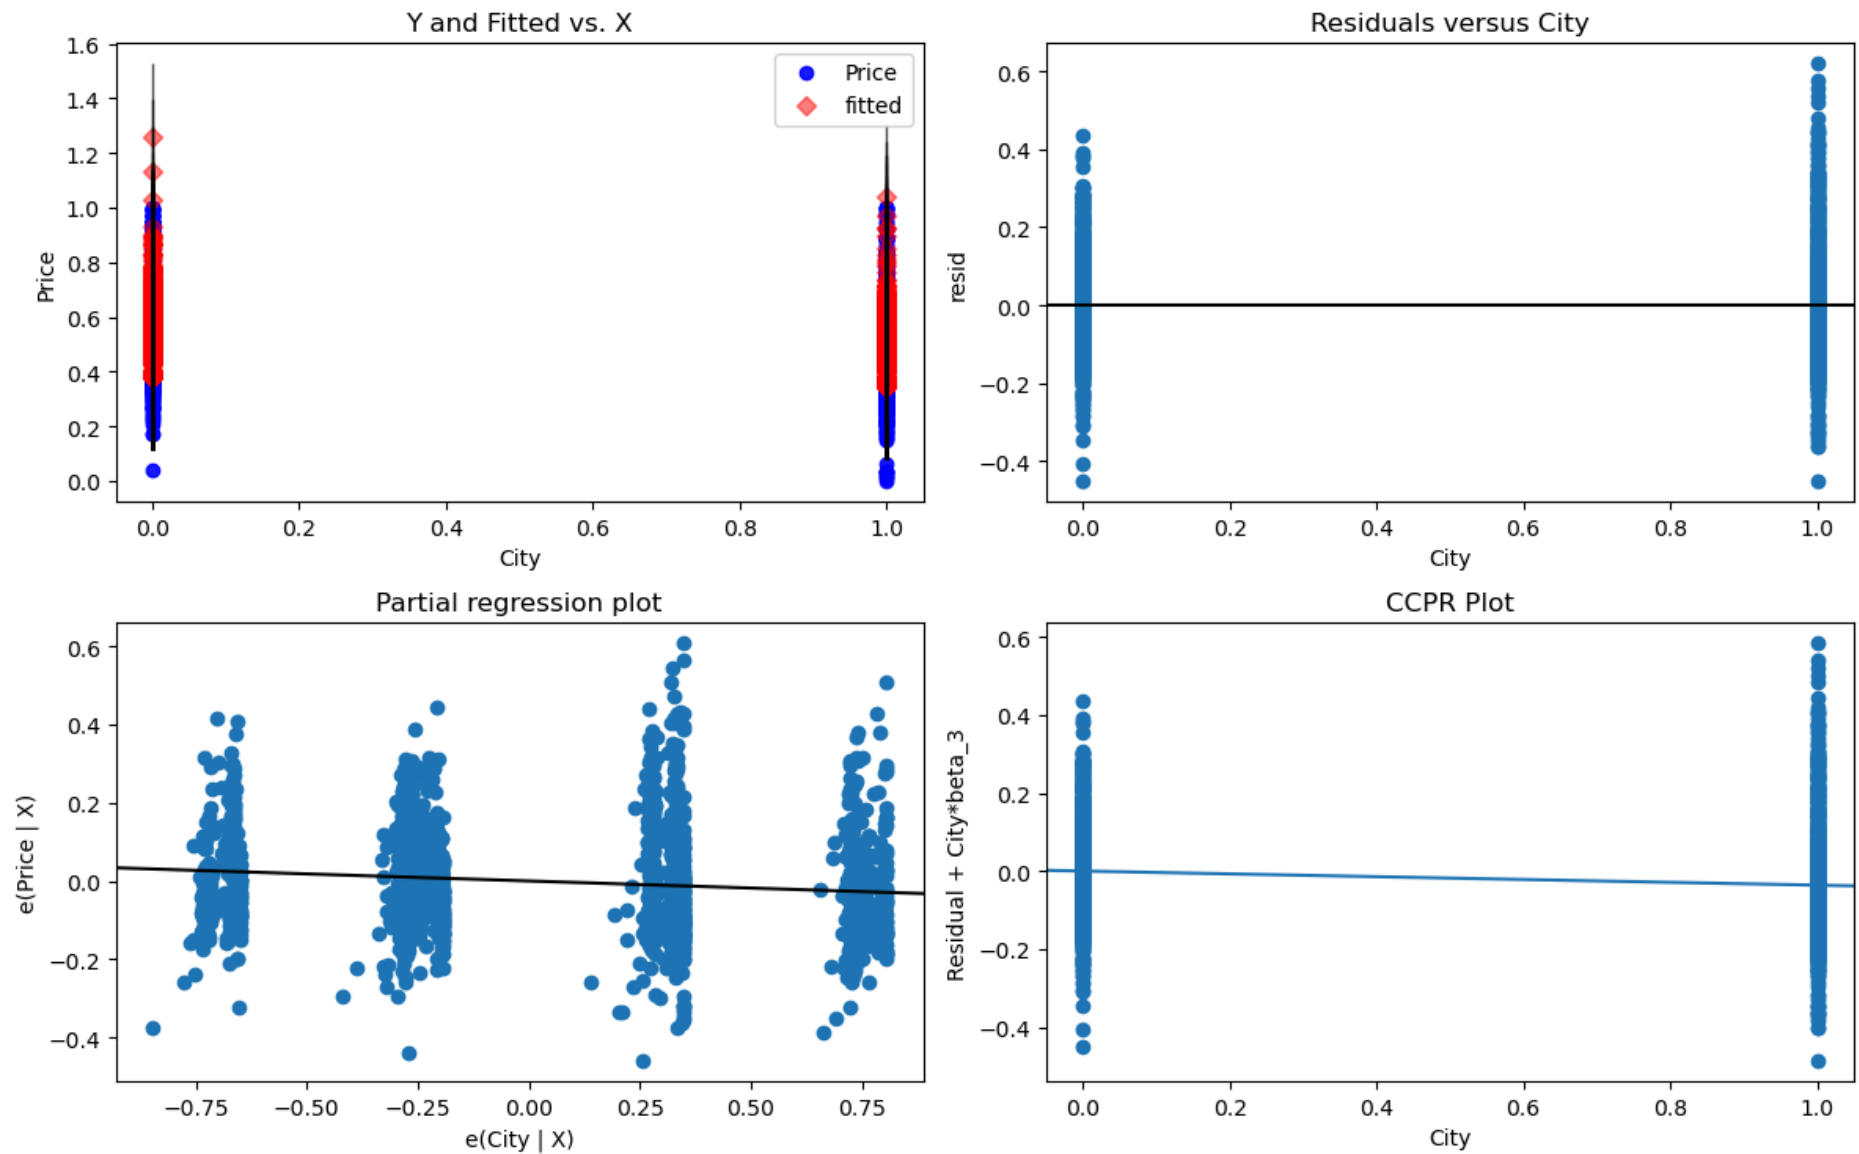 Y and Fitted vs. X
Price
fitted
1.6
1.4
1.2
1.0
0.8
0.6
0.4
0.2
0.0
Price
0.0 0.2 0.4 0.6 0.8 1.0
City
Residuals versus City
0.6
0.4
0.2
0.0
−0.2
−0.4
resid
0.0 0.2 0.4 0.6 0.8 1.0
City
Partial regression plot
0.6
0.4
0.2
0.0
−0.2
−0.4
e(Price | X)
−0.75 −0.50 −0.25 0.00 0.25 0.50 0.75
e(City | X)
CCPR Plot
0.6
0.4
0.2
0.0
−0.2
−0.4
Residual + City*beta_3
0.0 0.2 0.4 0.6 0.8 1.0
City